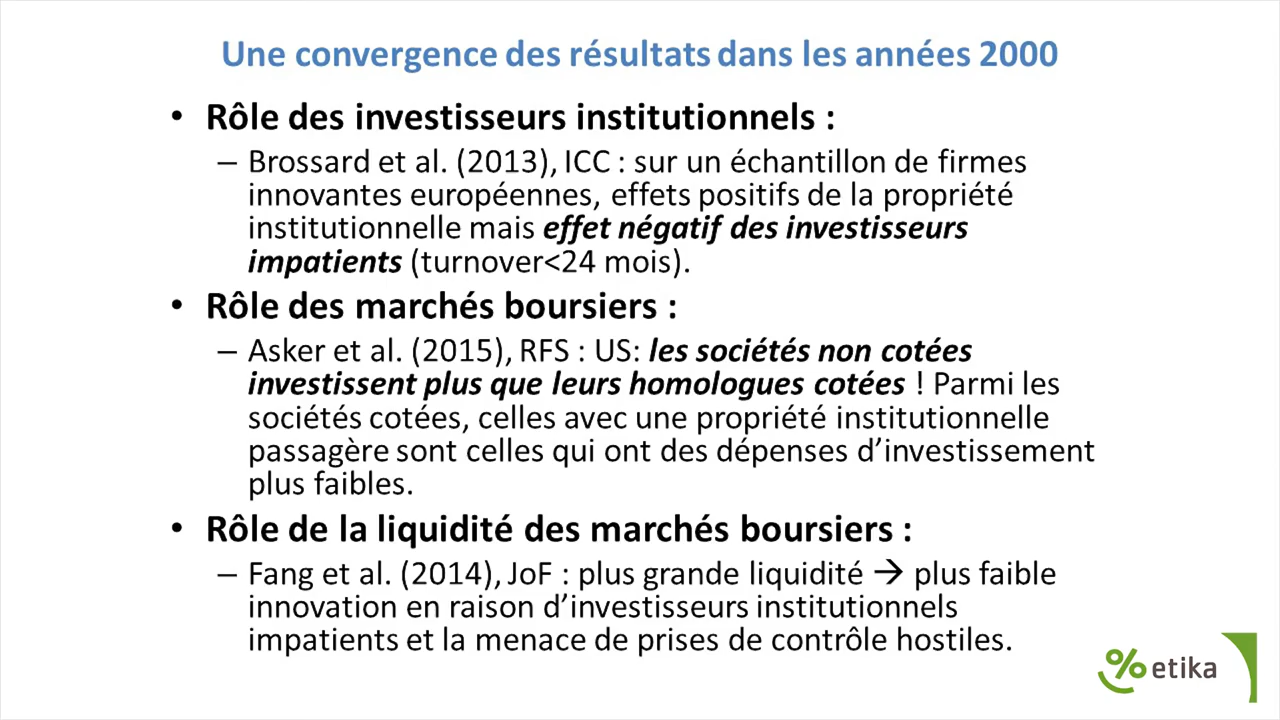 Une convergence des résultats dans les années 2000
• Rôle des investisseurs institutionnels :
– Brossard et al. (2013), ICC : sur un échantillon de firmes
innovantes européennes, effets positifs de la propriété
institutionnelle mais effet négatif des investisseurs
impatients (turnover<24 mois).
• Rôle des marchés boursiers :
– Asker et al. (2015), RFS : US: les sociétés non cotées
investissent plus que leurs homologues cotées ! Parmi les
sociétés cotées, celles avec une propriété institutionnelle
passagère sont celles qui ont des dépenses d’investissement
plus faibles.
• Rôle de la liquidité des marchés boursiers :
– Fang et al. (2014), JoF : plus grande liquidité → plus faible
innovation en raison d’investisseurs institutionnels
impatients et la menace de prises de contrôle hostiles.
% etika